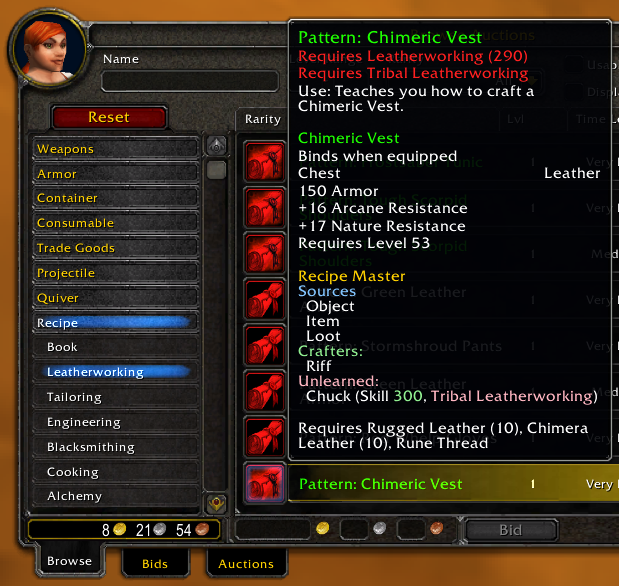 Name
Reset
Rarity
Lvl
Time
Weapons
Armor
Container
Consumable
Trade Goods
Projectile
Quiver
Recipe
Book
Leatherworking
Tailoring
Engineering
Blacksmithing
Cooking
Alchemy
Pattern: Chimeric Vest
Requires Leatherworking (290)
Requires Tribal Leatherworking
Use: Teaches you how to craft a
Chimeric Vest.
Chimeric Vest
Binds when equipped
Chest Leather
150 Armor
+16 Arcane Resistance
+17 Nature Resistance
Requires Level 53
Recipe Master
Sources
Object
Item
Loot
Crafters:
Riff
Unlearned:
Chuck (Skill 300, Tribal Leatherworking)
Requires Rugged Leather (10), Chimera
Leather (10), Rune Thread
Pattern: Chimeric Vest 1 Very
8 21 54
Bid
Browse
Bids
Auctions